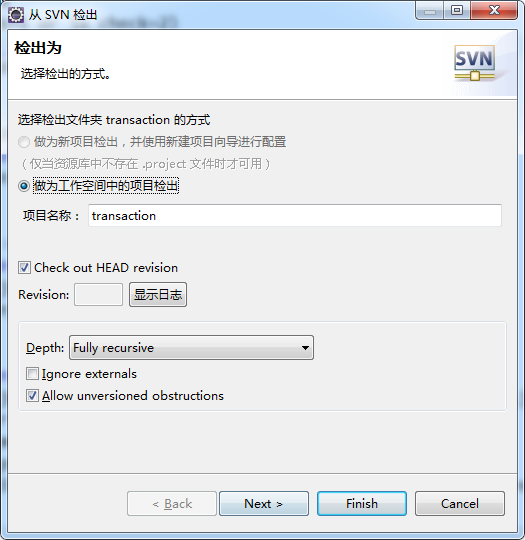 从 SVN 检出
检出为
选择检出的方式。
SVN
选择检出文件夹 transaction 的方式
做为新项目检出，并使用新建项目向导进行配置
（仅当资源库中不存在 .project 文件时才可用）
做为工作空间中的项目检出
项目名称： transaction
Check out HEAD revision
Revision: 显示日志
Depth: Fully recursive
Ignore externals
Allow unversioned obstructions
< Back Next > Finish Cancel